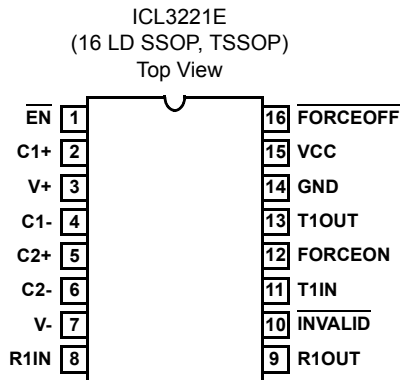 ICL3221E
(16 LD SSOP, TSSOP)
Top View
EN 1 16 FORCEOFF
C1+ 2 15 VCC
V+ 3 14 GND
C1- 4 13 T1OUT
C2+ 5 12 FORCEON
C2- 6 11 T1IN
V- 7 10 INVALID
R1IN 8 9 R1OUT